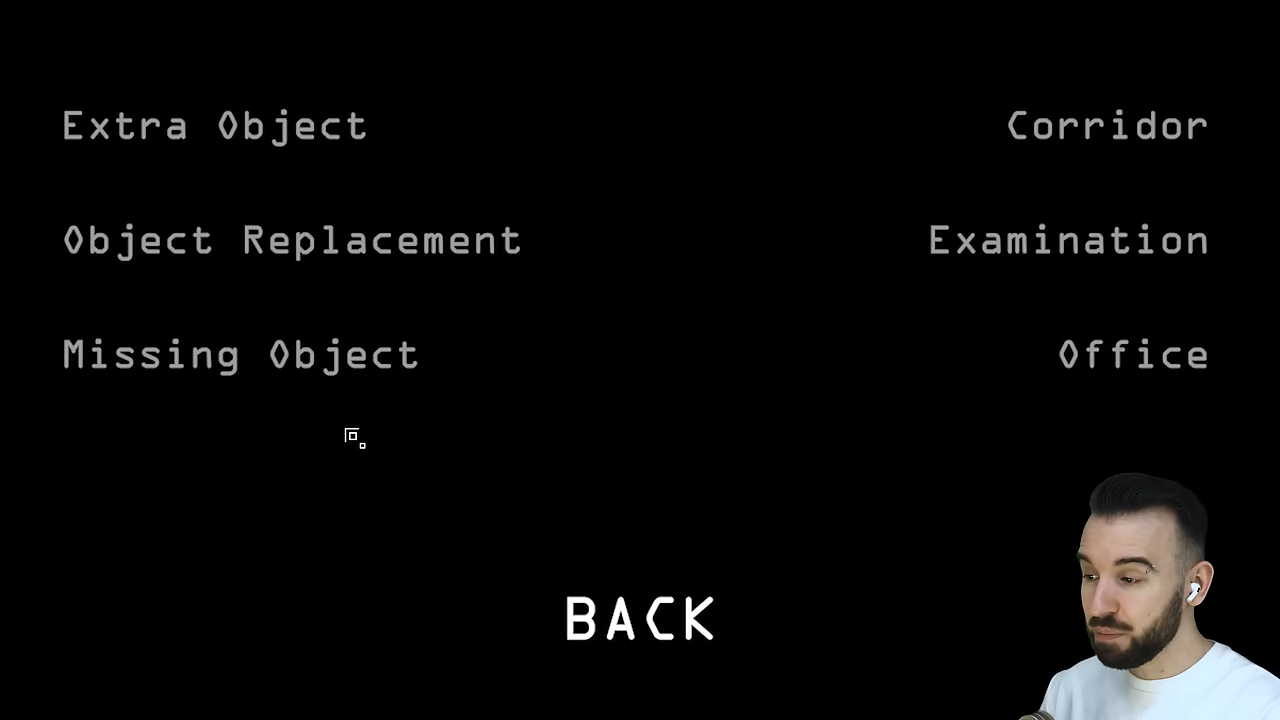 Extra Object
Corridor
Object Replacement
Examination
Missing Object
Office
BACK